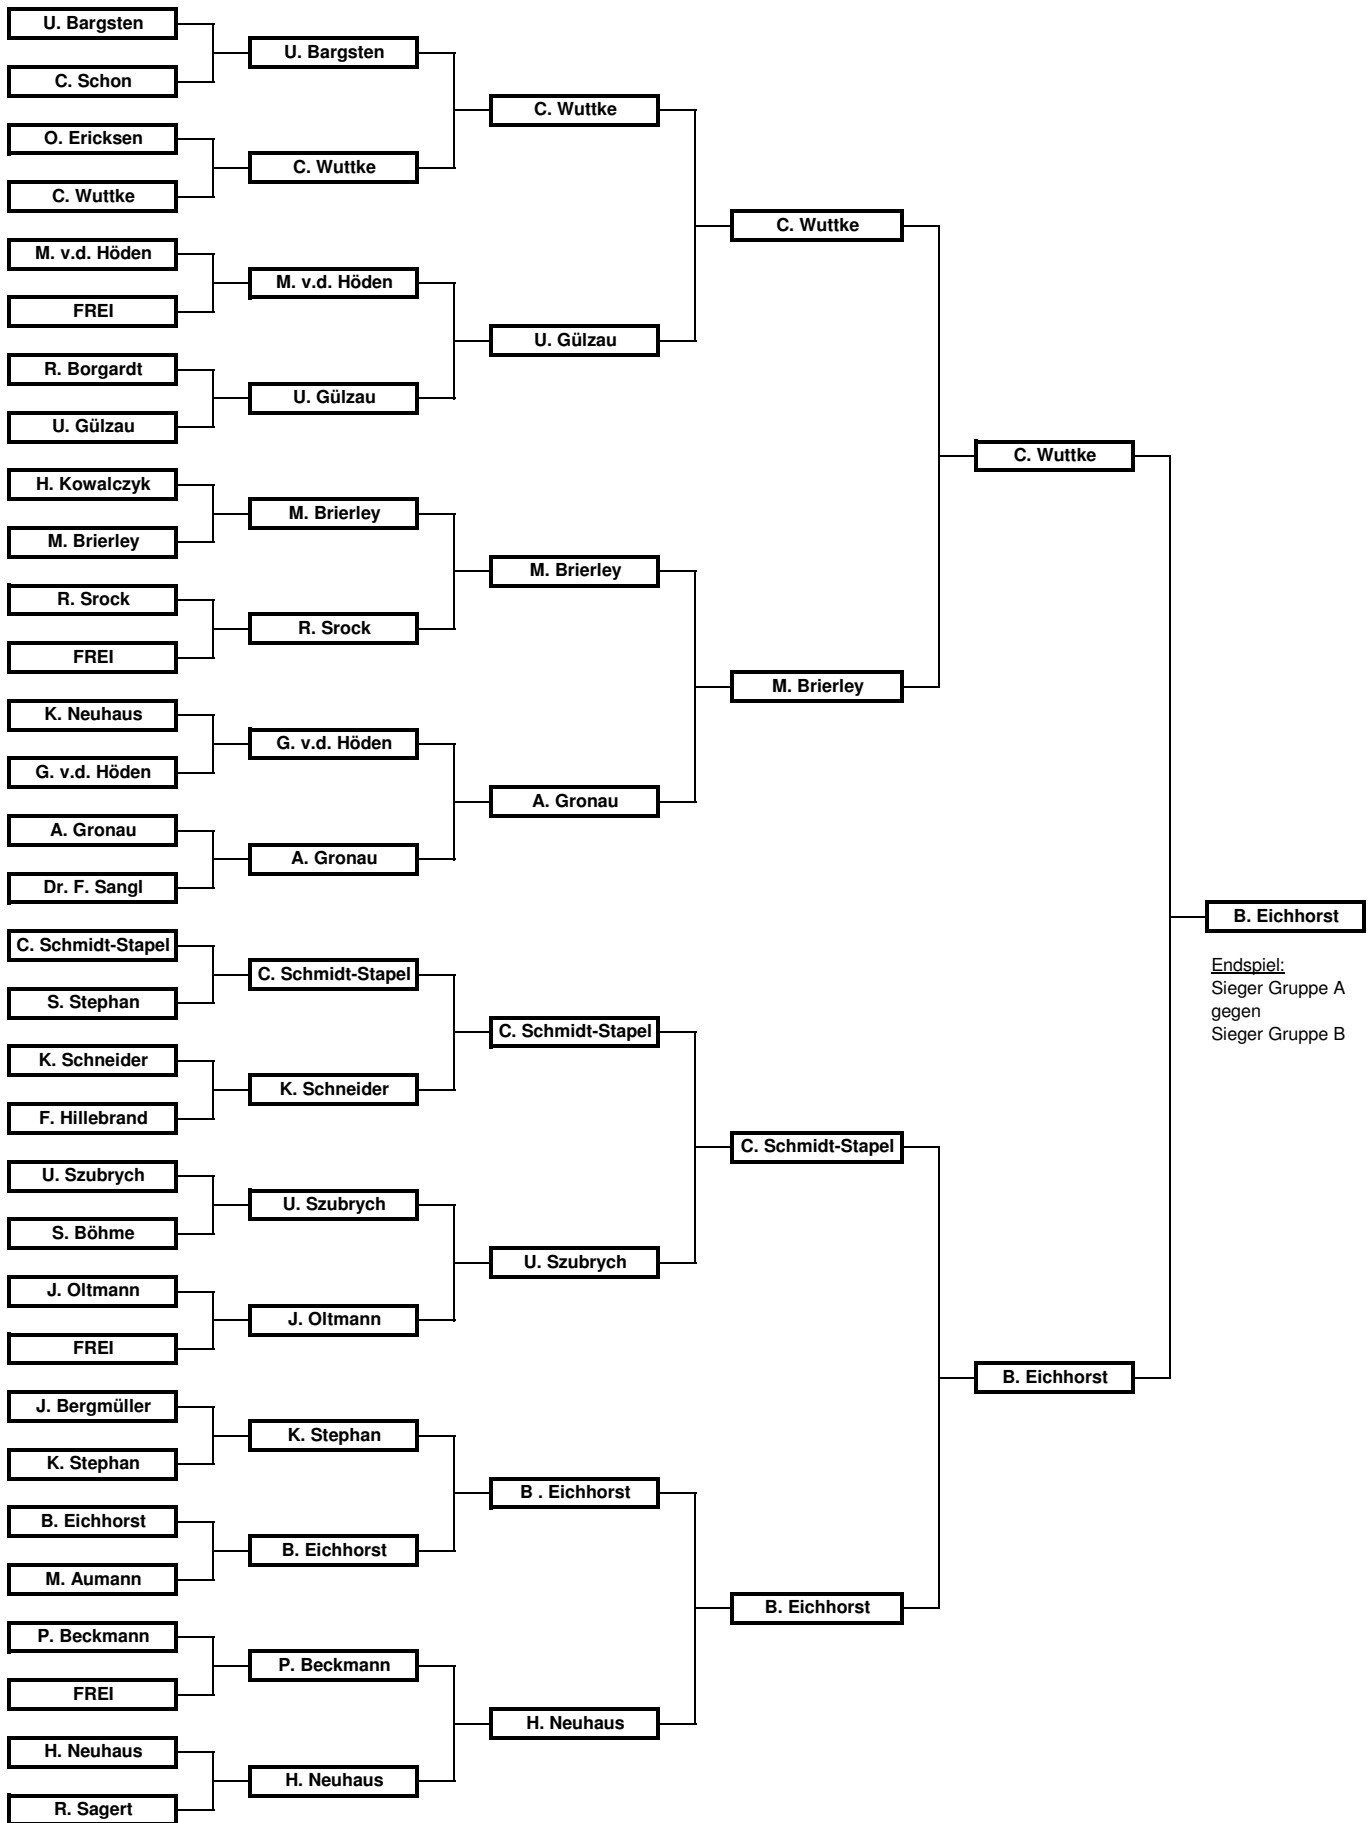 U. Bargsten
C. Schon
O. Ericksen
C. Wuttke
M. v.d. Höden
FREI
R. Borgardt
U. Gülzau
H. Kowalczyk
M. Brierley
R. Srock
FREI
K. Neuhaus
G. v.d. Höden
A. Gronau
Dr. F. Sangl
C. Schmidt-Stapel
S. Stephan
K. Schneider
F. Hillebrand
U. Szubrych
S. Böhme
J. Oltmann
FREI
J. Bergmüller
K. Stephan
B. Eichhorst
M. Aumann
P. Beckmann
FREI
H. Neuhaus
R. Sagert
U. Bargsten
C. Wuttke
M. v.d. Höden
U. Gülzau
M. Brierley
R. Srock
G. v.d. Höden
A. Gronau
C. Schmidt-Stapel
K. Schneider
U. Szubrych
J. Oltmann
K. Stephan
B. Eichhorst
P. Beckmann
H. Neuhaus
C. Wuttke
U. Gülzau
M. Brierley
A. Gronau
C. Schmidt-Stapel
U. Szubrych
B . Eichhorst
H. Neuhaus
C. Wuttke
M. Brierley
C. Schmidt-Stapel
B. Eichhorst
C. Wuttke
B. Eichhorst
B. Eichhorst
Endspiel:
Sieger Gruppe A
gegen
Sieger Gruppe B